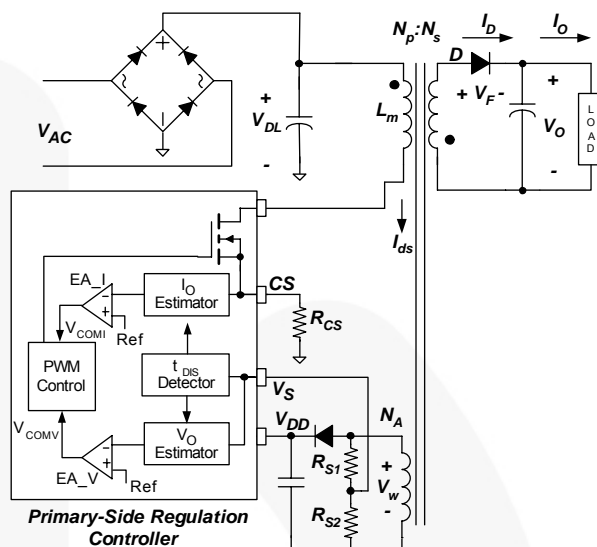 Np:Ns
ID
IO
D
+ VF -
+
VO
-
LOAD
VAC
+
VDL
-
Lm
Ids
EA_I
IO
Estimator
CS
RCS
VCOMI
Ref
PWM
Control
tDIS
Detector
VS
VCOMV
VO
Estimator
EA_V
Ref
VDD
NA
RS1
+
Vw
-
RS2
Primary-Side Regulation
Controller